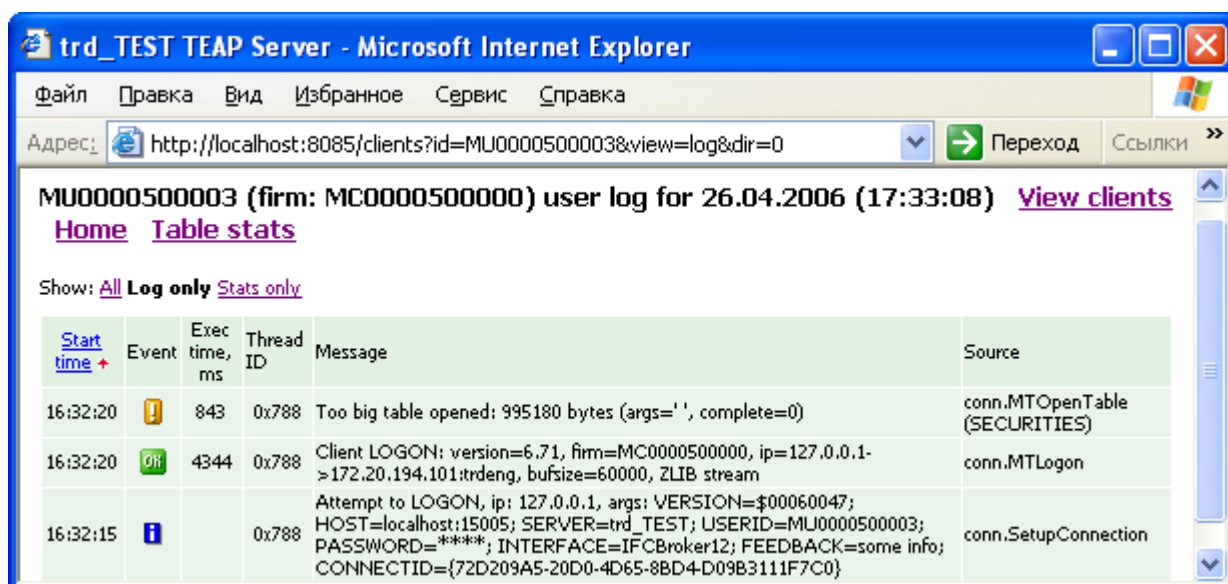 trd_TEST TEAP Server - Microsoft Internet Explorer
Файл Правка Вид Избранное Сервис Справка
Адрес: http://localhost:8085/clients?id=MU0000500003&view=log&dir=0 Переход Ссылки »
MU0000500003 (firm: MC0000500000) user log for 26.04.2006 (17:33:08) View clients
Home Table stats
Show: All Log only Stats only
Start time Event Exec time, ms Thread ID Message Source
16:32:20 843 0x788 Too big table opened: 995180 bytes (args=' ', complete=0) conn.MTOpenTable
(SECURITIES)
16:32:20 OK 4344 0x788 Client LOGON: version=6.71, firm=MC0000500000, ip=127.0.0.1-
>172.20.194.101:trdeng, bufsize=60000, ZLIB stream conn.MTLogon
16:32:15 0x788 Attempt to LOGON, ip: 127.0.0.1, args: VERSION=$00060047;
HOST=localhost:15005; SERVER=trd_TEST; USERID=MU0000500003;
PASSWORD=****; INTERFACE=IFCBroker12; FEEDBACK=some info;
CONNECTID={72D209A5-20D0-4D65-8BD4-D09B3111F7C0} conn.SetupConnection